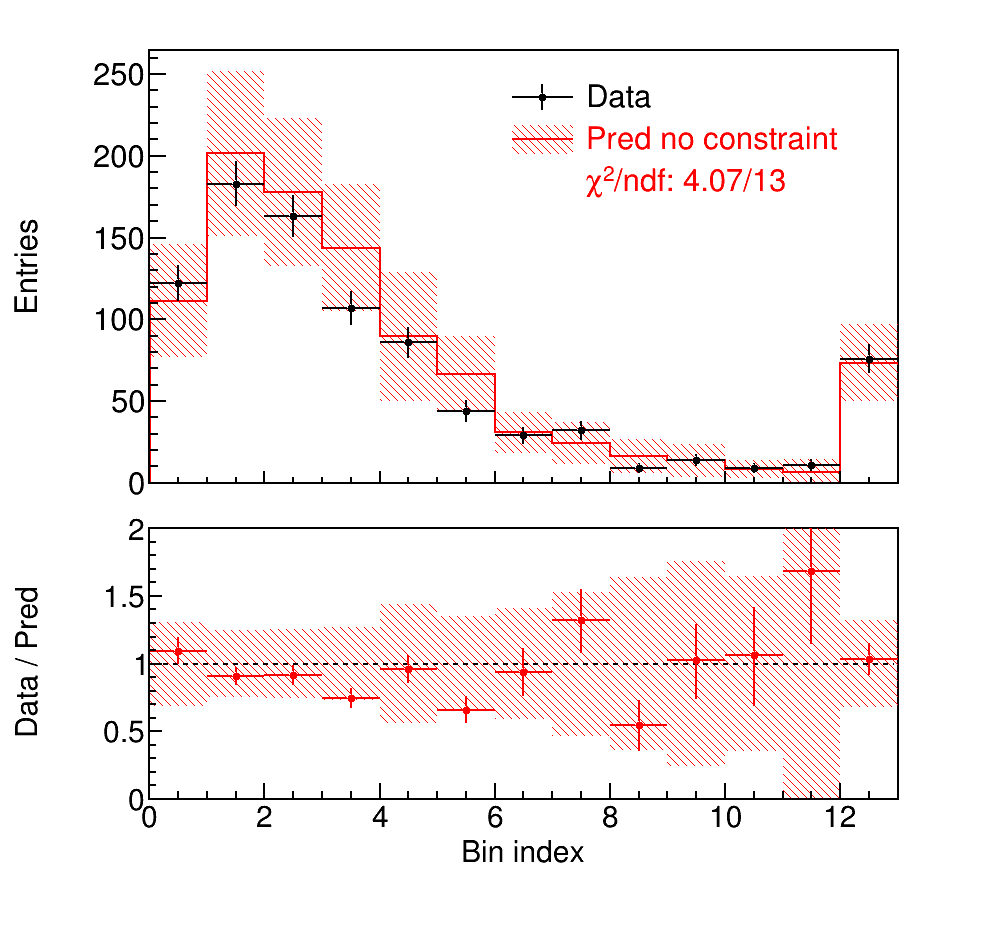 Entries
250
200
150
100
50
0
Data
Pred no constraint
χ²/ndf: 4.07/13
Data / Pred
2
1.5
1
0.5
0
0 2 4 6 8 10 12
Bin index